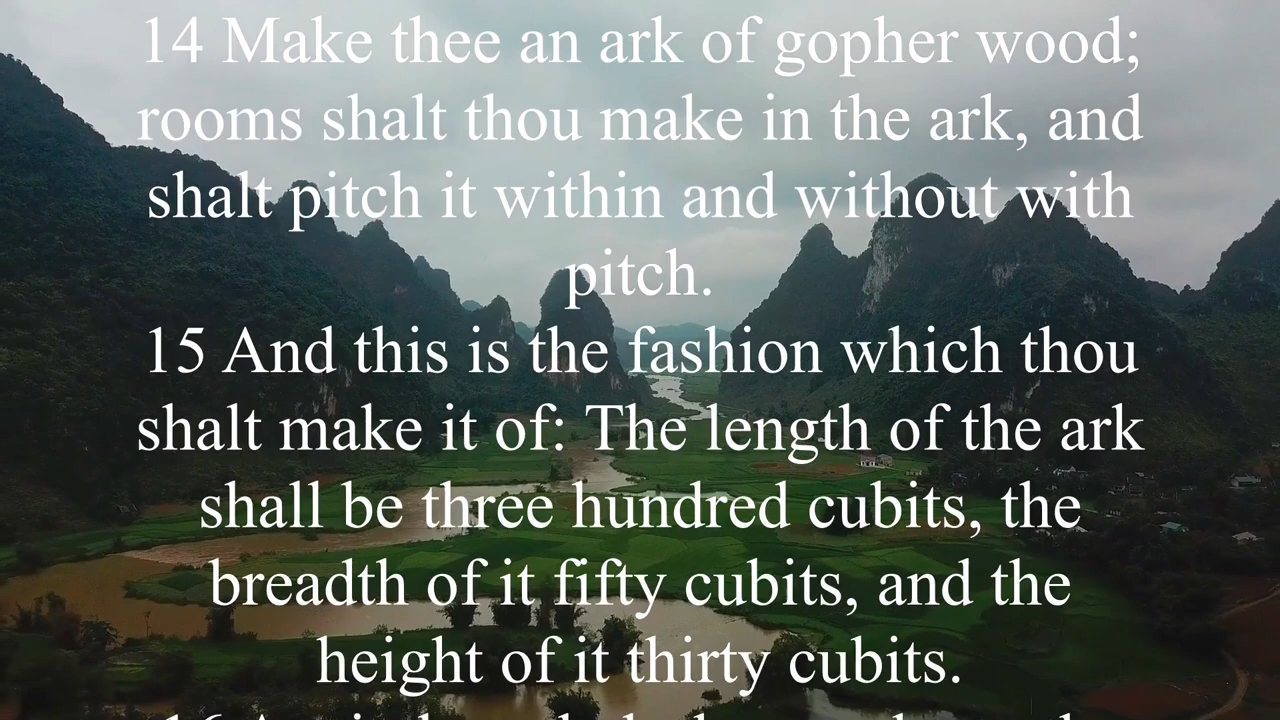 14 Make thee an ark of gopher wood;
rooms shalt thou make in the ark, and
shalt pitch it within and without with
pitch.
15 And this is the fashion which thou
shalt make it of: The length of the ark
shall be three hundred cubits, the
breadth of it fifty cubits, and the
height of it thirty cubits.
16